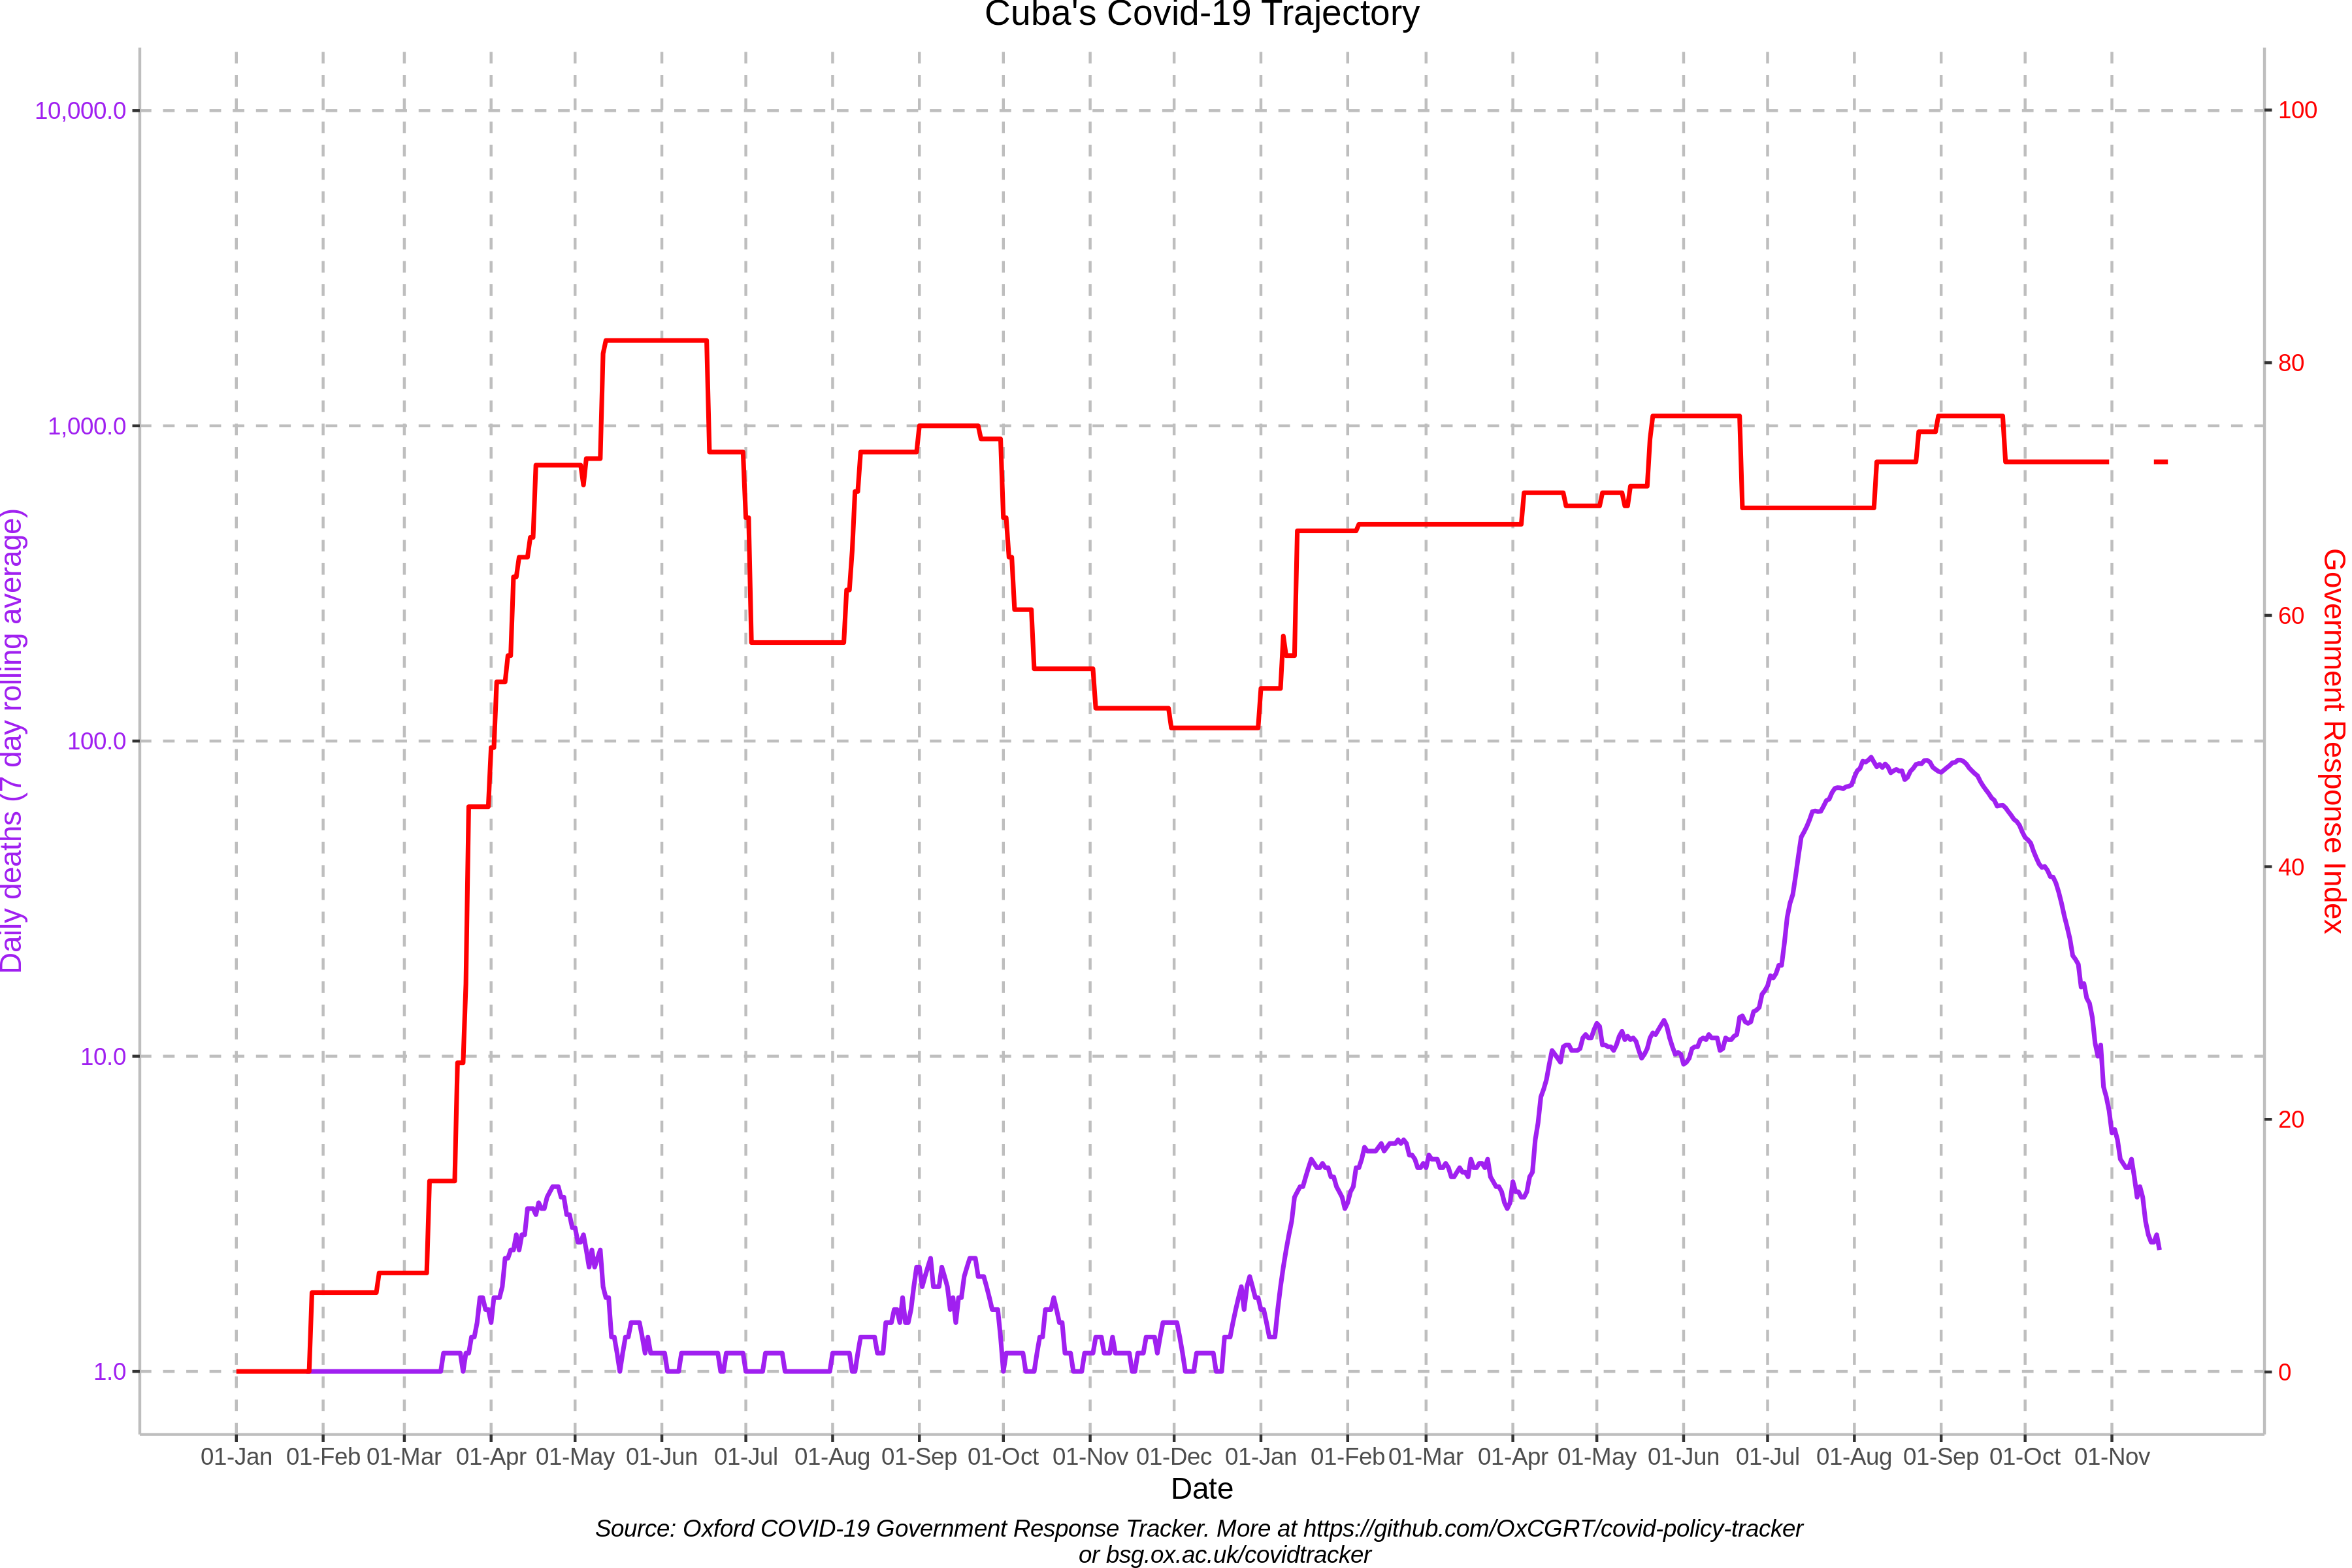 Cuba's Covid-19 Trajectory
10,000.0
1,000.0
100.0
10.0
1.0
Daily deaths (7 day rolling average)
100
80
60
40
20
0
Government Response Index
01-Jan 01-Feb 01-Mar 01-Apr 01-May 01-Jun 01-Jul 01-Aug 01-Sep 01-Oct 01-Nov 01-Dec 01-Jan 01-Feb 01-Mar 01-Apr 01-May 01-Jun 01-Jul 01-Aug 01-Sep 01-Oct 01-Nov
Date
Source: Oxford COVID-19 Government Response Tracker. More at https://github.com/OxCGRT/covid-policy-tracker
or bsg.ox.ac.uk/covidtracker